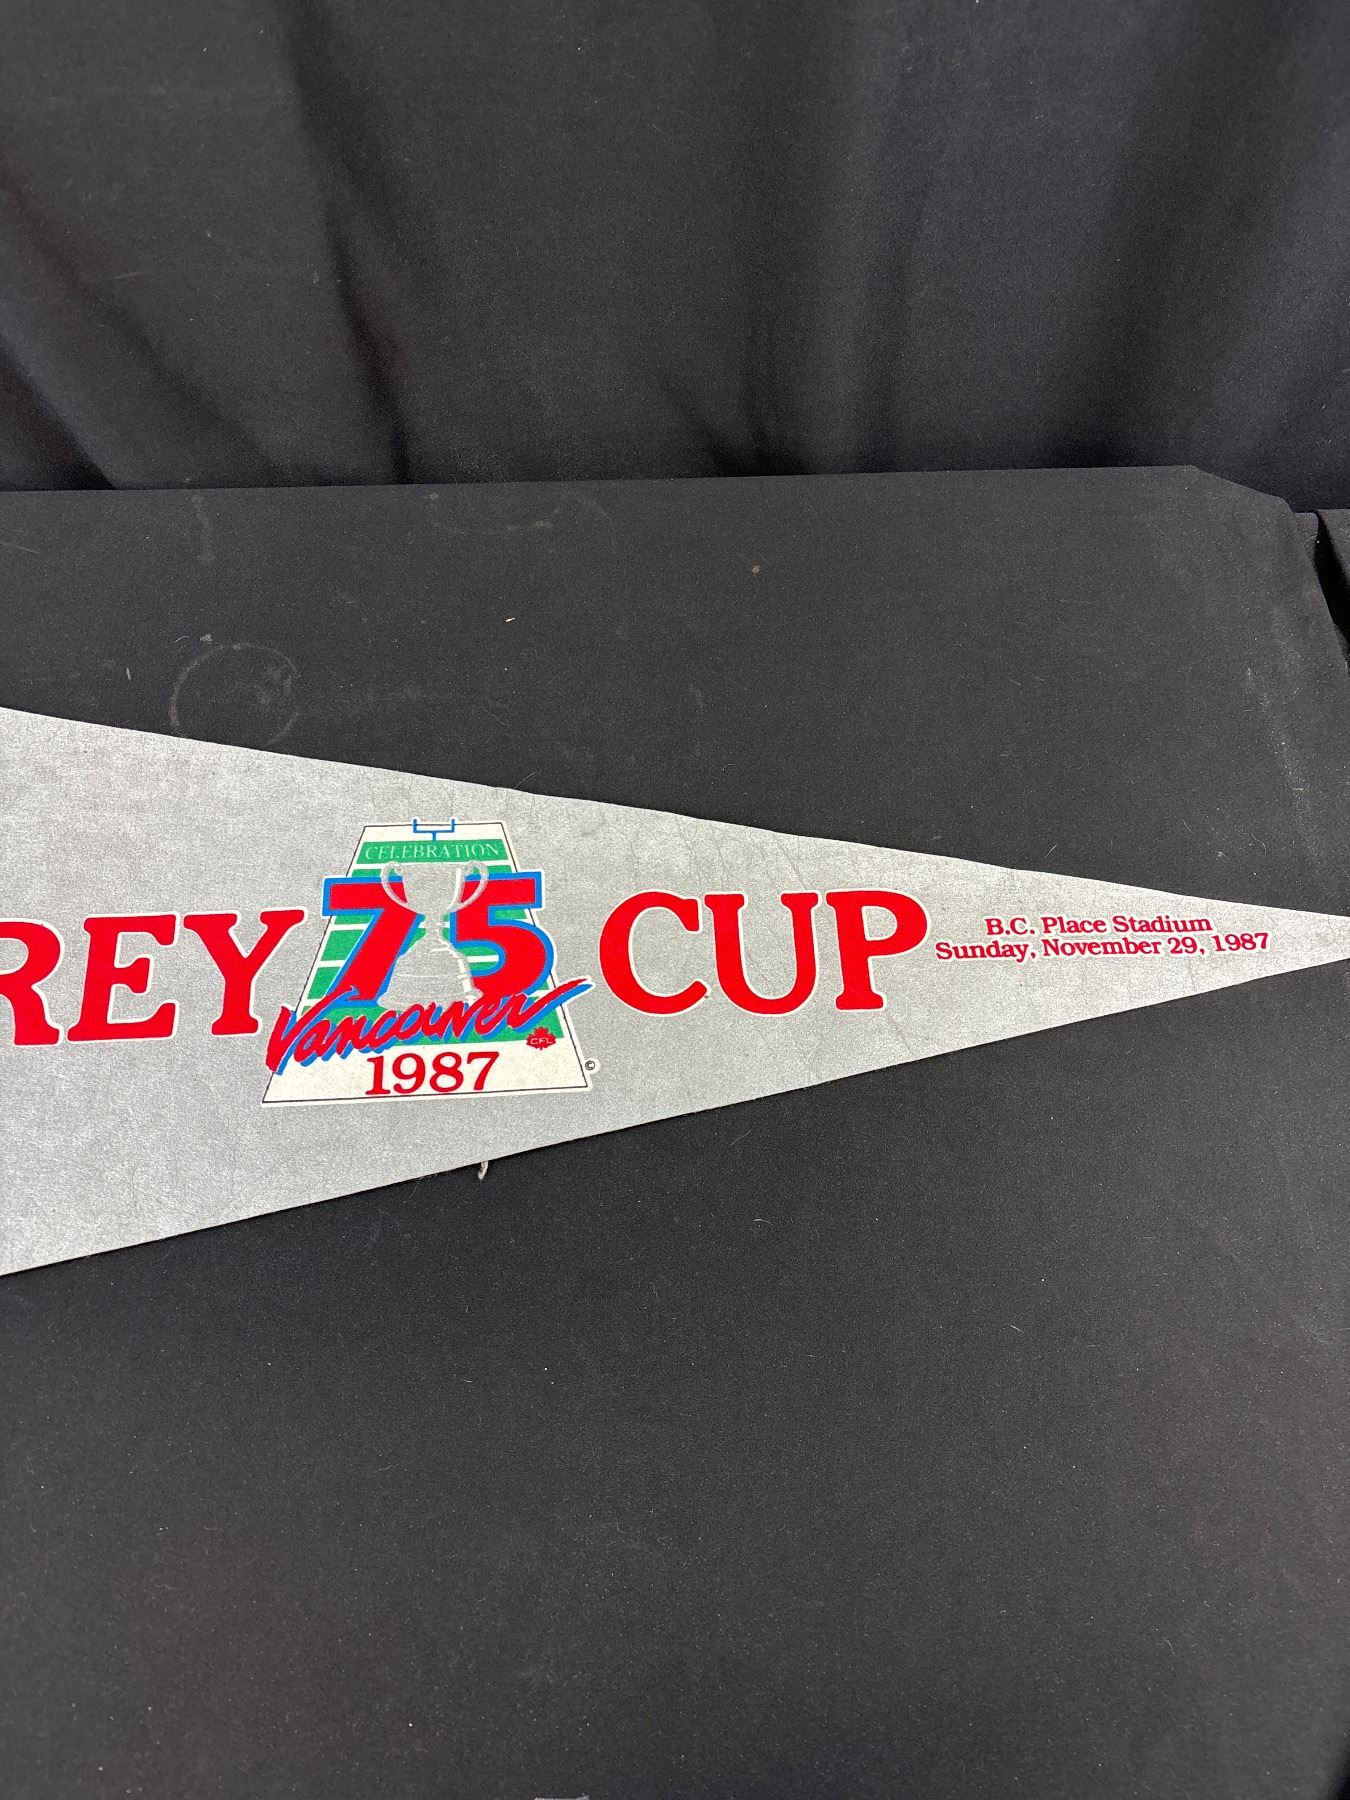 CELEBRATION
REY 75 CUP
Vancouver
CFL
1987
©
B.C. Place Stadium
Sunday, November 29, 1987